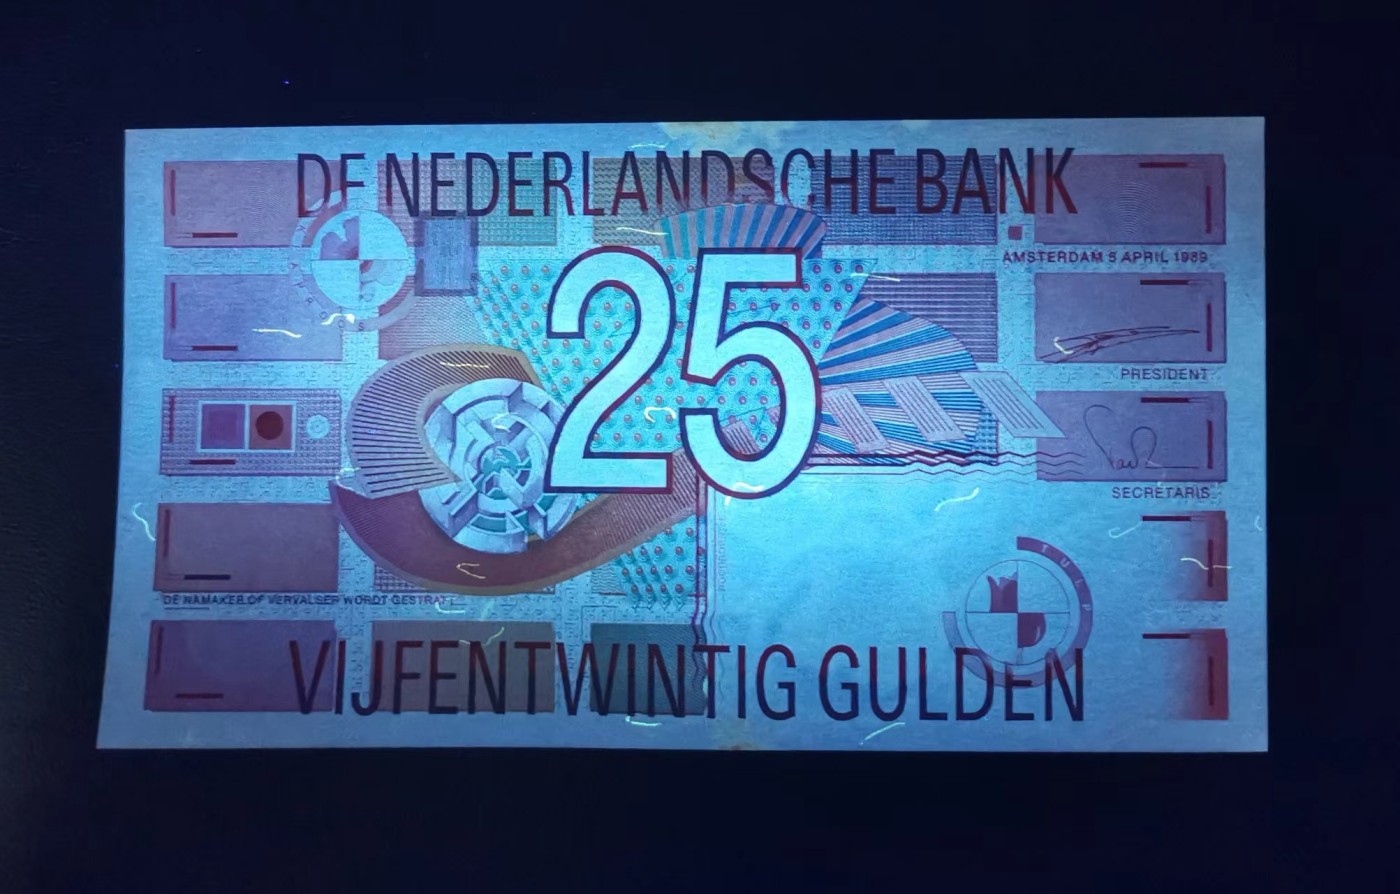 DE NEDERLANDSCHE BANK
AMSTERDAM 5 APRIL 1989
25
PRESIDENT
SECRETARIS
DE NAMAKER OF VERVALSER WORDT GESTRAFT
TULP
VIJFENTWINTIG GULDEN